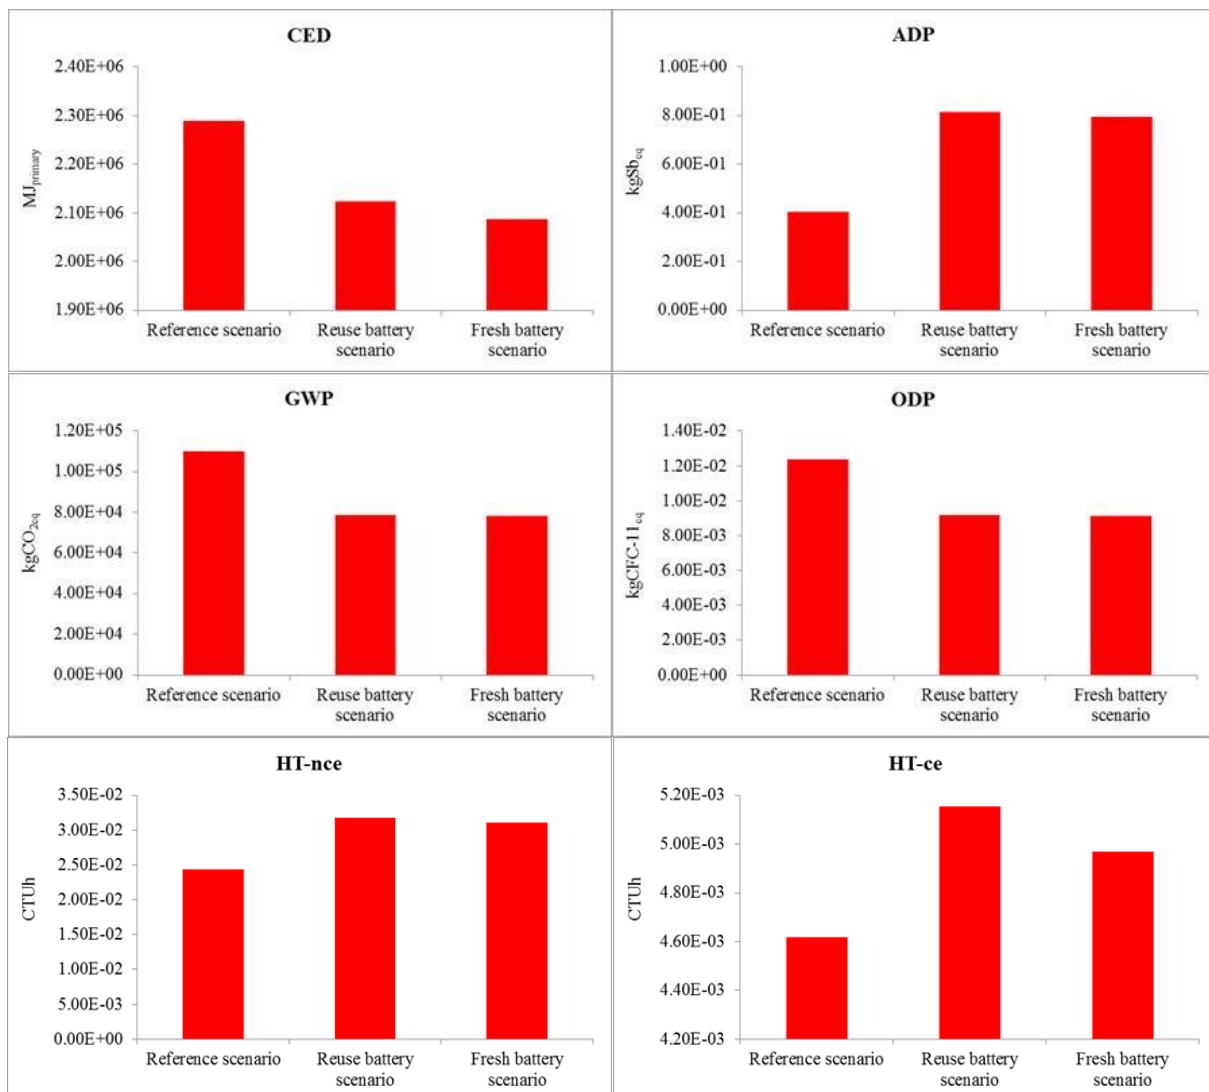 CED
2.40E+06
2.30E+06
2.20E+06
2.10E+06
2.00E+06
1.90E+06
MJprimary
Reference scenario
Reuse battery
scenario
Fresh battery
scenario
ADP
1.00E+00
8.00E-01
6.00E-01
4.00E-01
2.00E-01
0.00E+00
kgSbeq
Reference scenario
Reuse battery
scenario
Fresh battery
scenario
GWP
1.20E+05
1.00E+05
8.00E+04
6.00E+04
4.00E+04
2.00E+04
0.00E+00
kgCO2eq
Reference scenario
Reuse battery
scenario
Fresh battery
scenario
ODP
1.40E-02
1.20E-02
1.00E-02
8.00E-03
6.00E-03
4.00E-03
2.00E-03
0.00E+00
kgCFC-11eq
Reference scenario
Reuse battery
scenario
Fresh battery
scenario
HT-nce
3.50E-02
3.00E-02
2.50E-02
2.00E-02
1.50E-02
1.00E-02
5.00E-03
0.00E+00
CTUh
Reference scenario
Reuse battery
scenario
Fresh battery
scenario
HT-ce
5.20E-03
5.00E-03
4.80E-03
4.60E-03
4.40E-03
4.20E-03
CTUh
Reference scenario
Reuse battery
scenario
Fresh battery
scenario